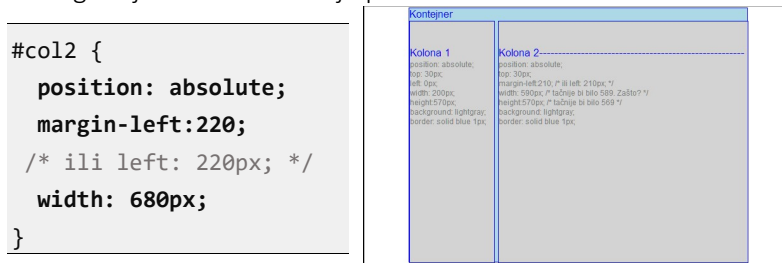 #col2 {
position: absolute;
margin-left:220;
/* ili left: 220px; */
width: 680px;
}
Kontejner
Kolona 1
position: absolute;
top: 30px;
left: 0px;
width: 200px;
height:570px;
background: lightgray;
border: solid blue 1px;
Kolona 2-----------------------------------------------------
position: absolute;
top: 30px;
margin-left:210; /* ili left: 210px; */
width: 590px; /* tačnije bi bilo 589. Zašto? */
height:570px; /* tačnije bi bilo 569 */
background: lightgray;
border: solid blue 1px;